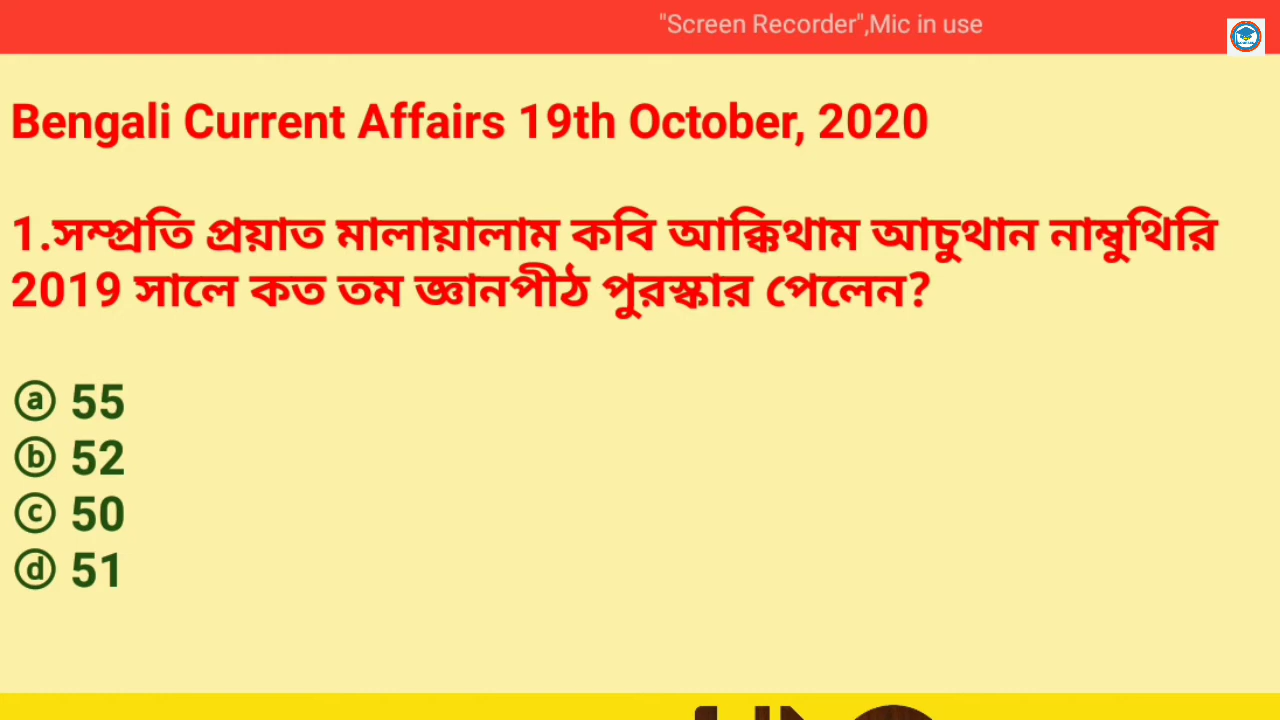 "Screen Recorder",Mic in use
Bengali Current Affairs 19th October, 2020
1.সম্প্রতি প্রয়াত মালায়ালাম কবি আক্কিথাম আচুথান নাম্বুথিরি
2019 সালে কত তম জ্ঞানপীঠ পুরস্কার পেলেন?
ⓐ 55
ⓑ 52
ⓒ 50
ⓓ 51